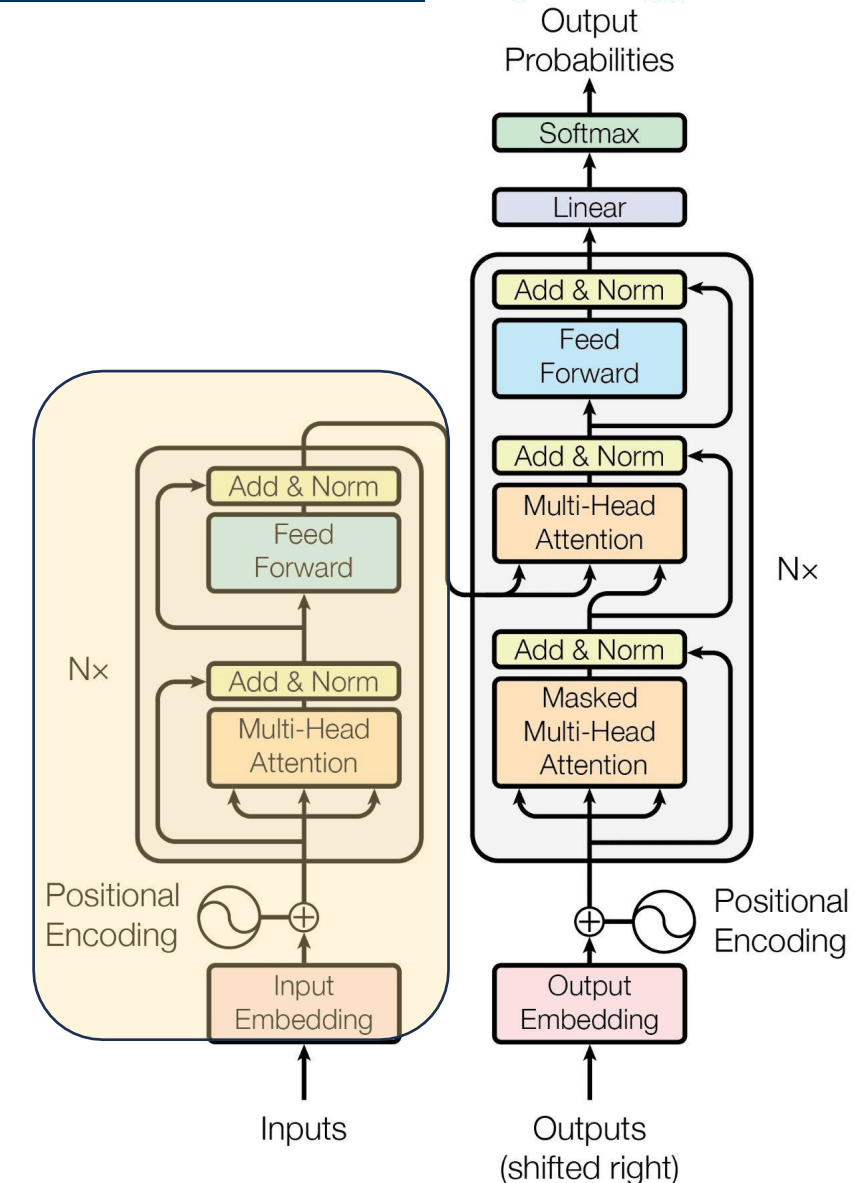 Output
Probabilities
Softmax
Linear
Add & Norm
Feed
Forward
Add & Norm
Multi-Head
Attention
Nx
Add & Norm
Masked
Multi-Head
Attention
Add & Norm
Feed
Forward
Nx
Add & Norm
Multi-Head
Attention
Positional
Encoding
Positional
Encoding
Input
Embedding
Output
Embedding
Inputs
Outputs
(shifted right)